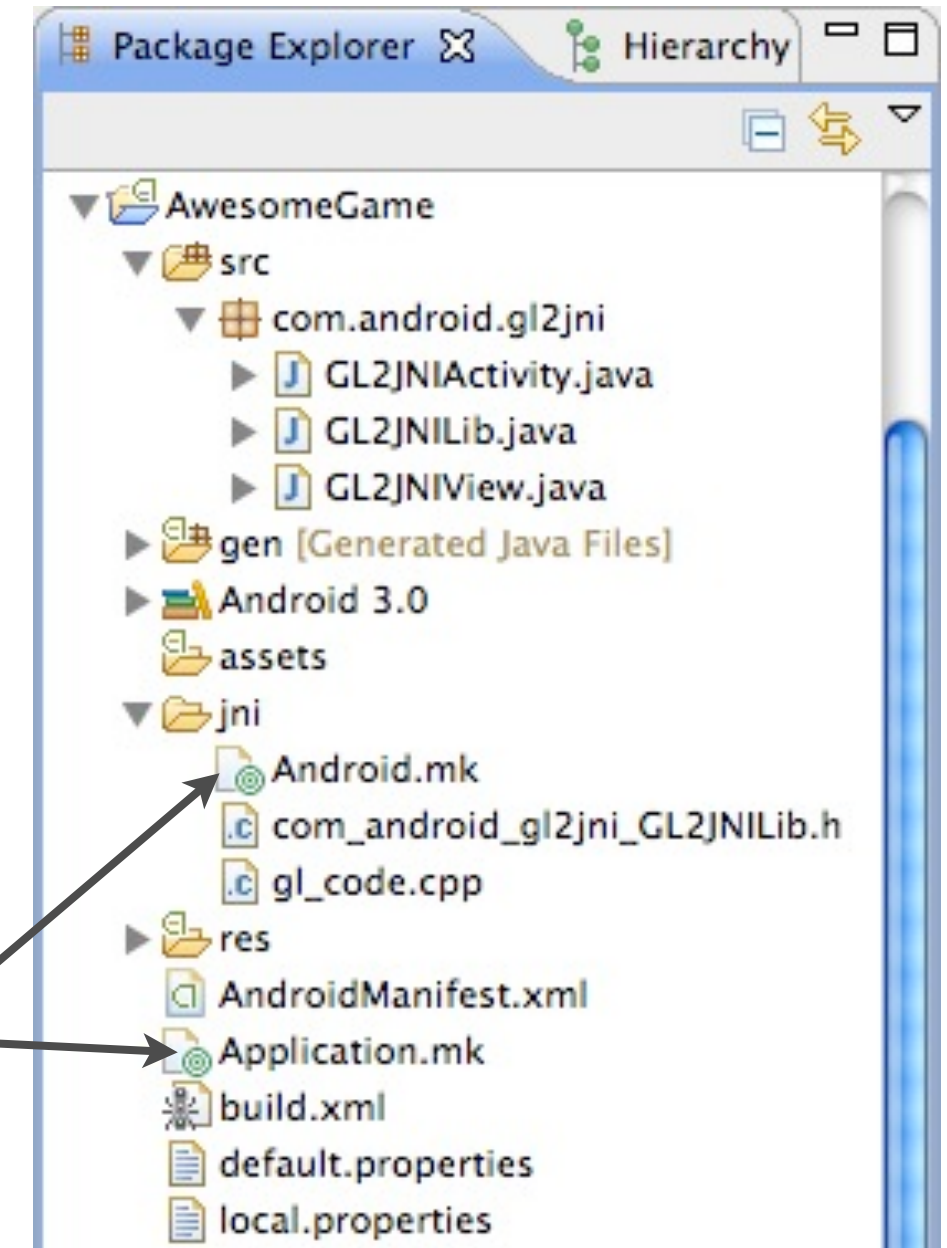 Package Explorer Hierarchy
AwesomeGame
src
com.android.gl2jni
GL2JNIActivity.java
GL2JNILib.java
GL2JNIView.java
gen [Generated Java Files]
Android 3.0
assets
jni
Android.mk
com_android_gl2jni_GL2JNILib.h
gl_code.cpp
res
AndroidManifest.xml
Application.mk
build.xml
default.properties
local.properties